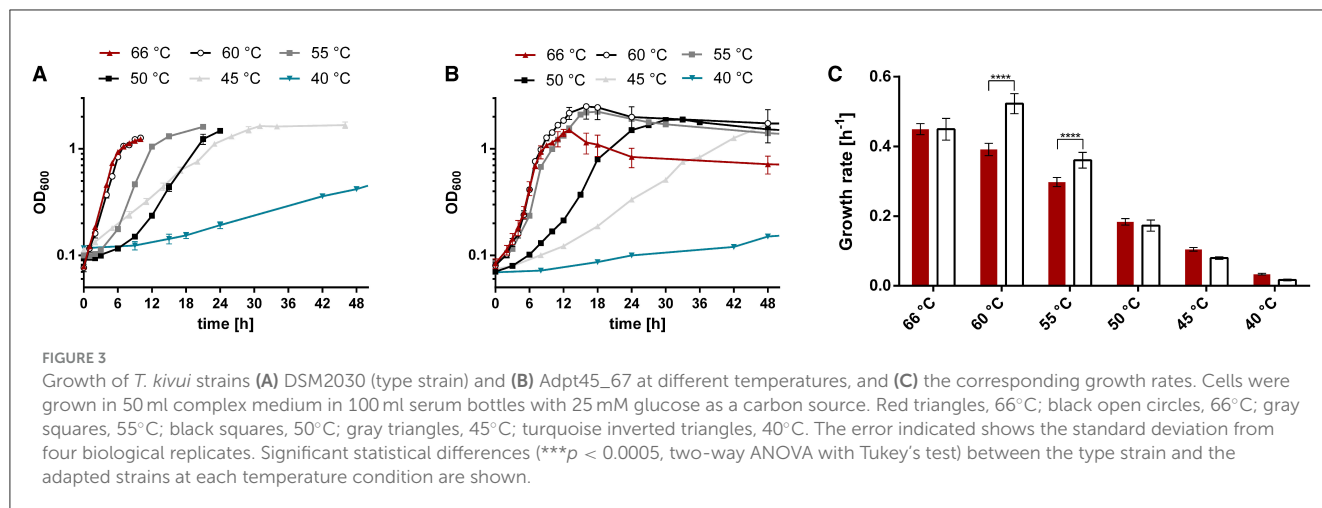 66 °C 60 °C 55 °C
50 °C 45 °C 40 °C
A
OD600
1
0.1
0 6 12 18 24 30 36 42 48
time [h]
66 °C 60 °C 55 °C
50 °C 45 °C 40 °C
B
OD600
1
0.1
0 6 12 18 24 30 36 42 48
time [h]
C
Growth rate [h-1]
0.6
0.4
0.2
0.0
****
****
66 °C 60 °C 55 °C 50 °C 45 °C 40 °C
FIGURE 3
Growth of T. kivui strains (A) DSM2030 (type strain) and (B) Adpt45_67 at different temperatures, and (C) the corresponding growth rates. Cells were
grown in 50 ml complex medium in 100 ml serum bottles with 25 mM glucose as a carbon source. Red triangles, 66°C; black open circles, 66°C; gray
squares, 55°C; black squares, 50°C; gray triangles, 45°C; turquoise inverted triangles, 40°C. The error indicated shows the standard deviation from
four biological replicates. Significant statistical differences (***p < 0.0005, two-way ANOVA with Tukey's test) between the type strain and the
adapted strains at each temperature condition are shown.